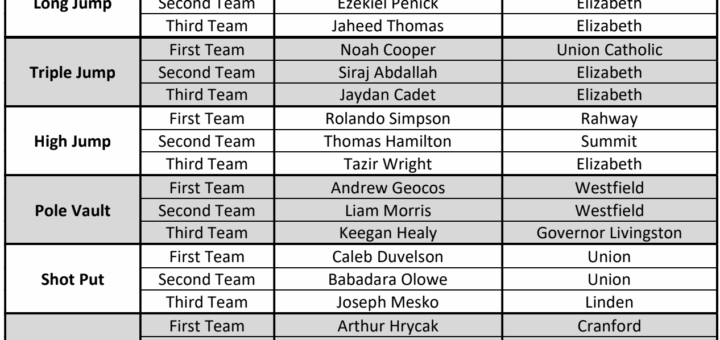 Long Jump Second Team Ezekiel Penick Elizabeth
Third Team Jaheed Thomas Elizabeth
First Team Noah Cooper Union Catholic
Triple Jump Second Team Siraj Abdallah Elizabeth
Third Team Jaydan Cadet Elizabeth
First Team Rolando Simpson Rahway
High Jump Second Team Thomas Hamilton Summit
Third Team Tazir Wright Elizabeth
First Team Andrew Geocos Westfield
Pole Vault Second Team Liam Morris Westfield
Third Team Keegan Healy Governor Livingston
First Team Caleb Duvelson Union
Shot Put Second Team Babadara Olowe Union
Third Team Joseph Mesko Linden
First Team Arthur Hrycak Cranford